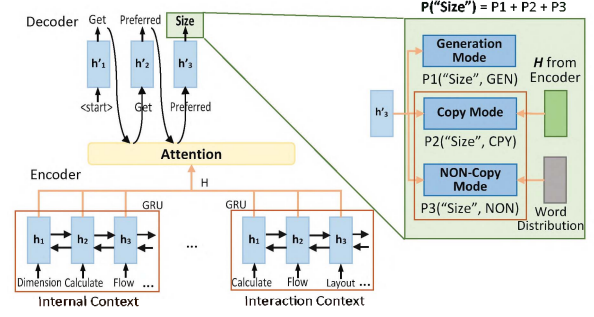 Decoder
Get
Preferred
Size
h'1
h'2
h'3
<start>
Get
Preferred
Attention
Encoder
H
GRU
GRU
h1
h2
h3
...
h1
h2
h3
Dimension Calculate Flow ...
Calculate Flow Layout ...
Internal Context
Interaction Context
P("Size") = P1 + P2 + P3
Generation
Mode
P1("Size", GEN)
H from
Encoder
h'3
Copy Mode
P2("Size", CPY)
NON-Copy
Mode
P3("Size", NON)
Word
Distribution